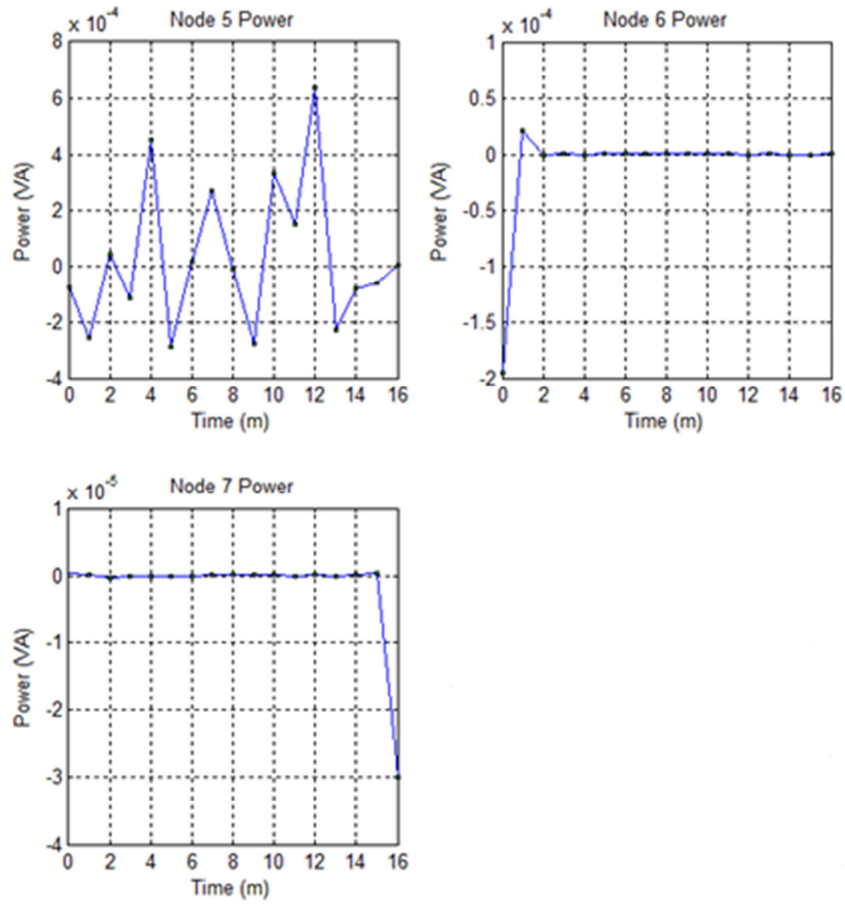 x 10-4
Node 5 Power
8
6
4
2
0
-2
-4
Power (VA)
0 2 4 6 8 10 12 14 16
Time (m)
x 10-4
Node 6 Power
1
0.5
0
-0.5
-1
-1.5
-2
Power (VA)
0 2 4 6 8 10 12 14 16
Time (m)
x 10-5
Node 7 Power
1
0
-1
-2
-3
-4
Power (VA)
0 2 4 6 8 10 12 14 16
Time (m)